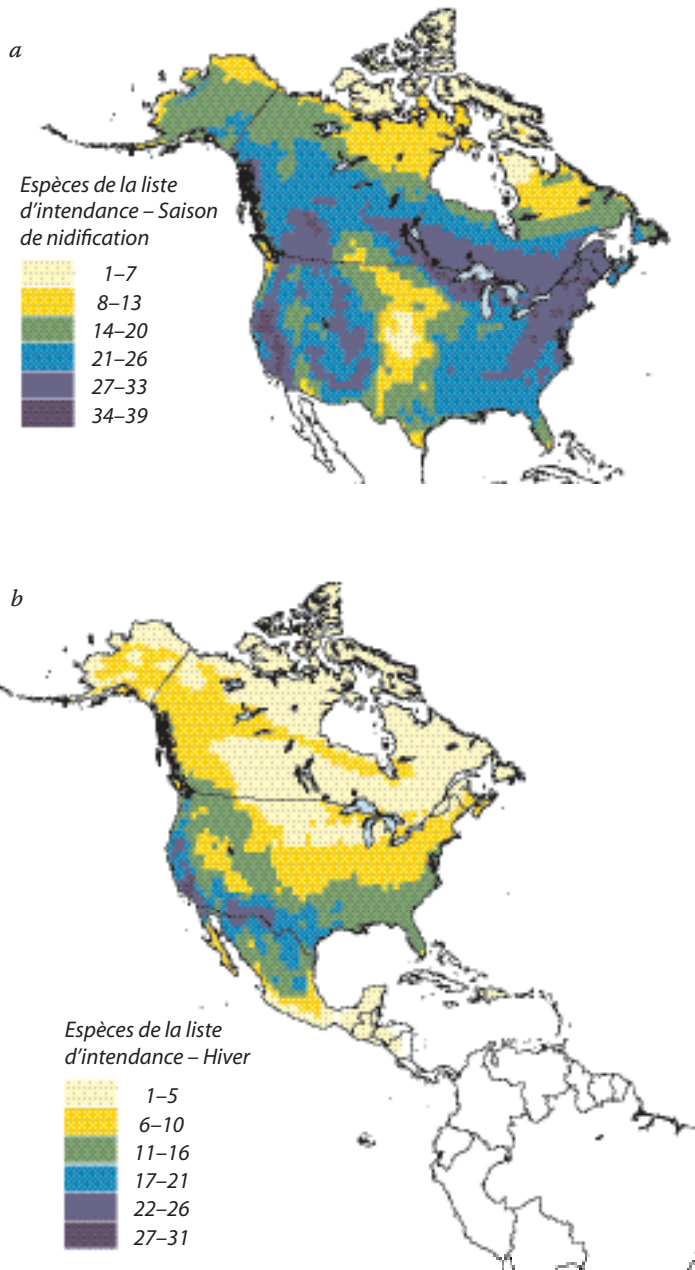 a
Espèces de la liste
d'intendance – Saison
de nidification
1–7
8–13
14–20
21–26
27–33
34–39
b
Espèces de la liste
d'intendance – Hiver
1–5
6–10
11–16
17–21
22–26
27–31